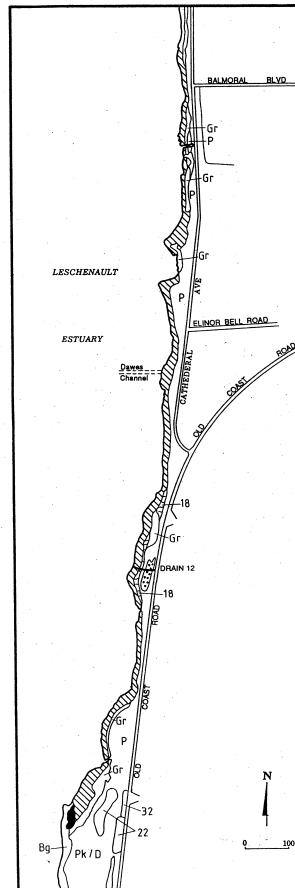 BALMORAL BLVD
Gr
P
Gr
P
Gr
LESCHENAULT
P
AVE
ELINOR BELL ROAD
ESTUARY
ROAD
Dawes
Channel
CATHEDERAL
COAST
OLD
18
Gr
DRAIN 12
18
ROAD
COAST
Gr
P
OLD
Gr
N
32
22
Bg
Pk / D
0 100